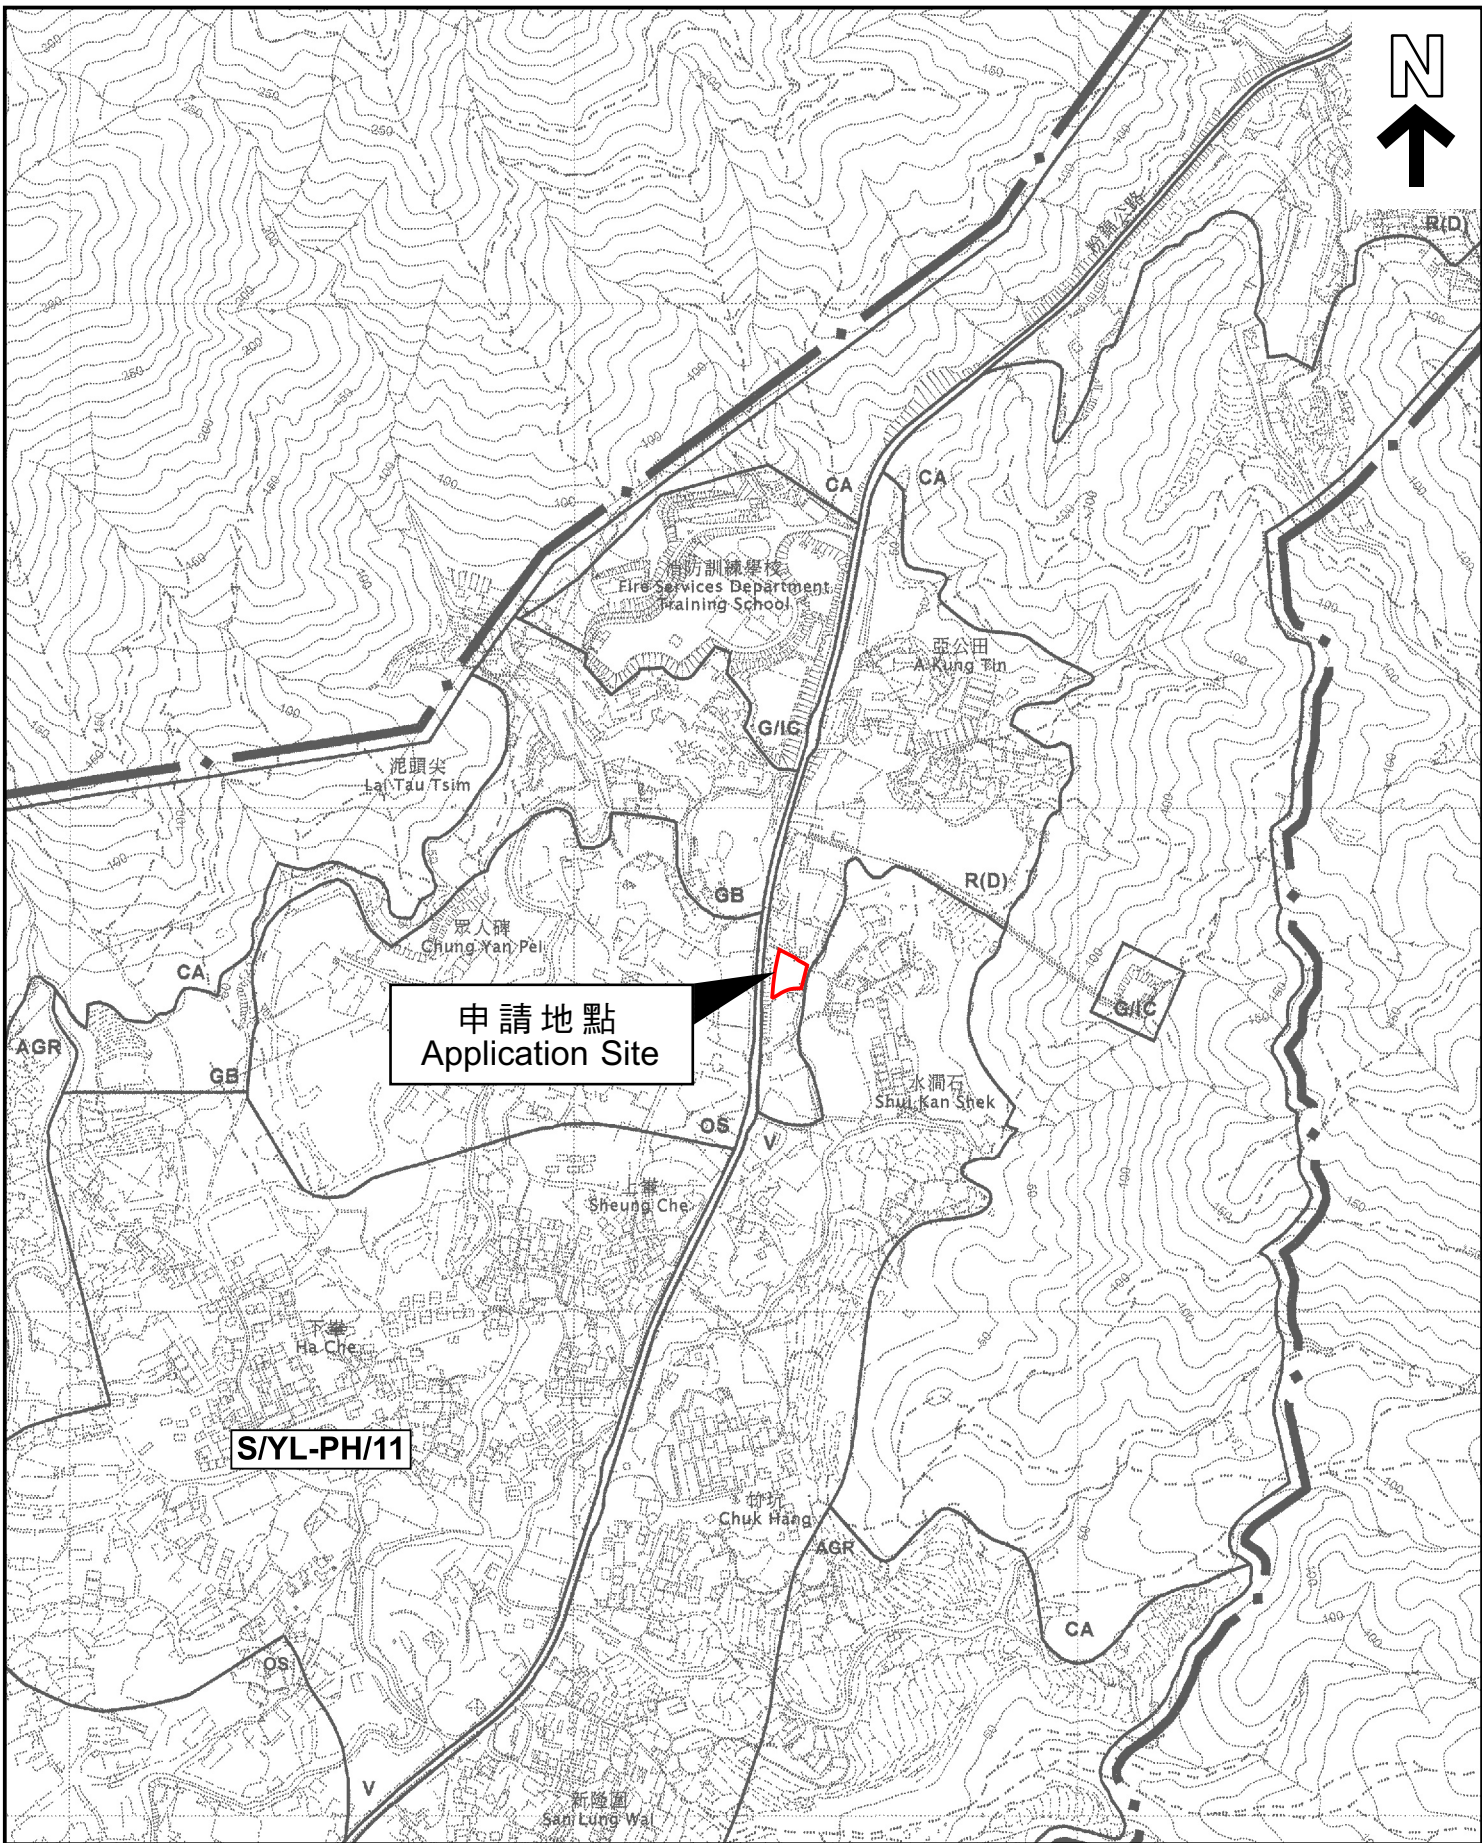 N
粉錦公路
R(D)
CA
CA
消防訓練學校
Fire Services Department
Training School
亞公田
A Kung Tin
G/IC
泥頭尖
Lai Tau Tsim
R(D)
GB
眾人碑
Chung Yan Pei
CA
G/IC
申請地點
Application Site
AGR
GB
水澗石
Shui Kan Shek
OS
V
上輋
Sheung Che
下輋
Ha Che
S/YL-PH/11
竹坑
Chuk Hang
AGR
CA
OS
V
新隆圍
San Lung Wai